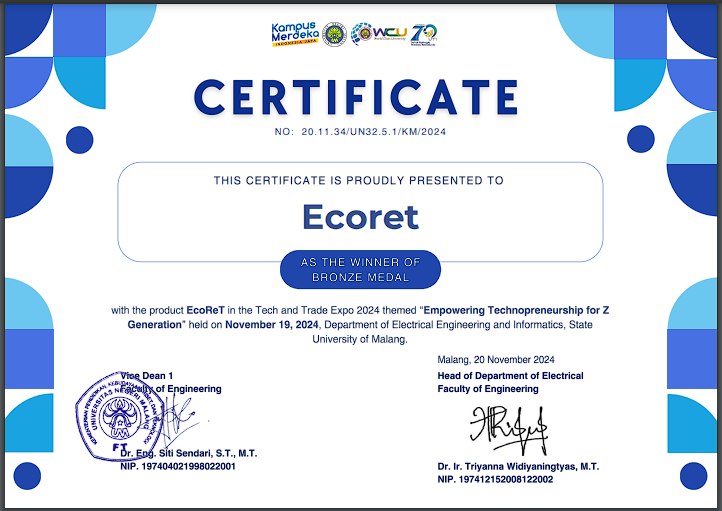 Kampus
Merdeka
INDONESIA JAYA
WCU
World Class University
70
CERTIFICATE
NO: 20.11.34/UN32.5.1/KM/2024
THIS CERTIFICATE IS PROUDLY PRESENTED TO
Ecoret
AS THE WINNER OF
BRONZE MEDAL
with the product EcoReT in the Tech and Trade Expo 2024 themed “Empowering Technopreneurship for Z
Generation” held on November 19, 2024, Department of Electrical Engineering and Informatics, State
University of Malang.
Malang, 20 November 2024
Vice Dean 1
Faculty of Engineering
Head of Department of Electrical
Faculty of Engineering
UNIVERSITAS NEGERI MALANG
FT
Dr. Eng. Siti Sendari, S.T., M.T.
NIP. 197404021998022001
Dr. Ir. Triyanna Widiyaningtyas, M.T.
NIP. 197412152008122002